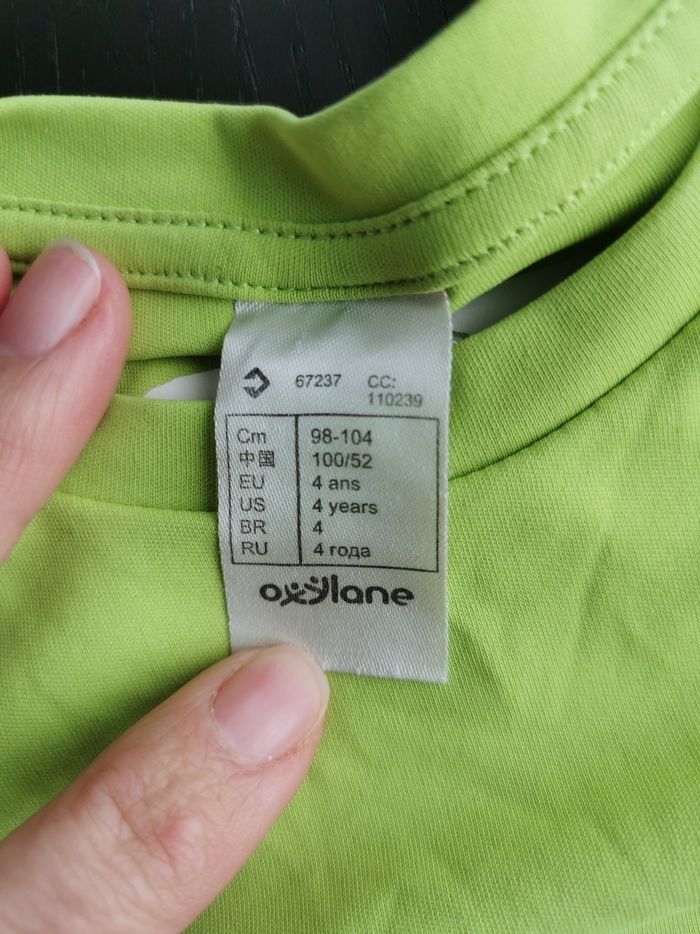 67237 CC:
110239
Cm 98-104
中国 100/52
EU 4 ans
US 4 years
BR 4
RU 4 года
oxylane